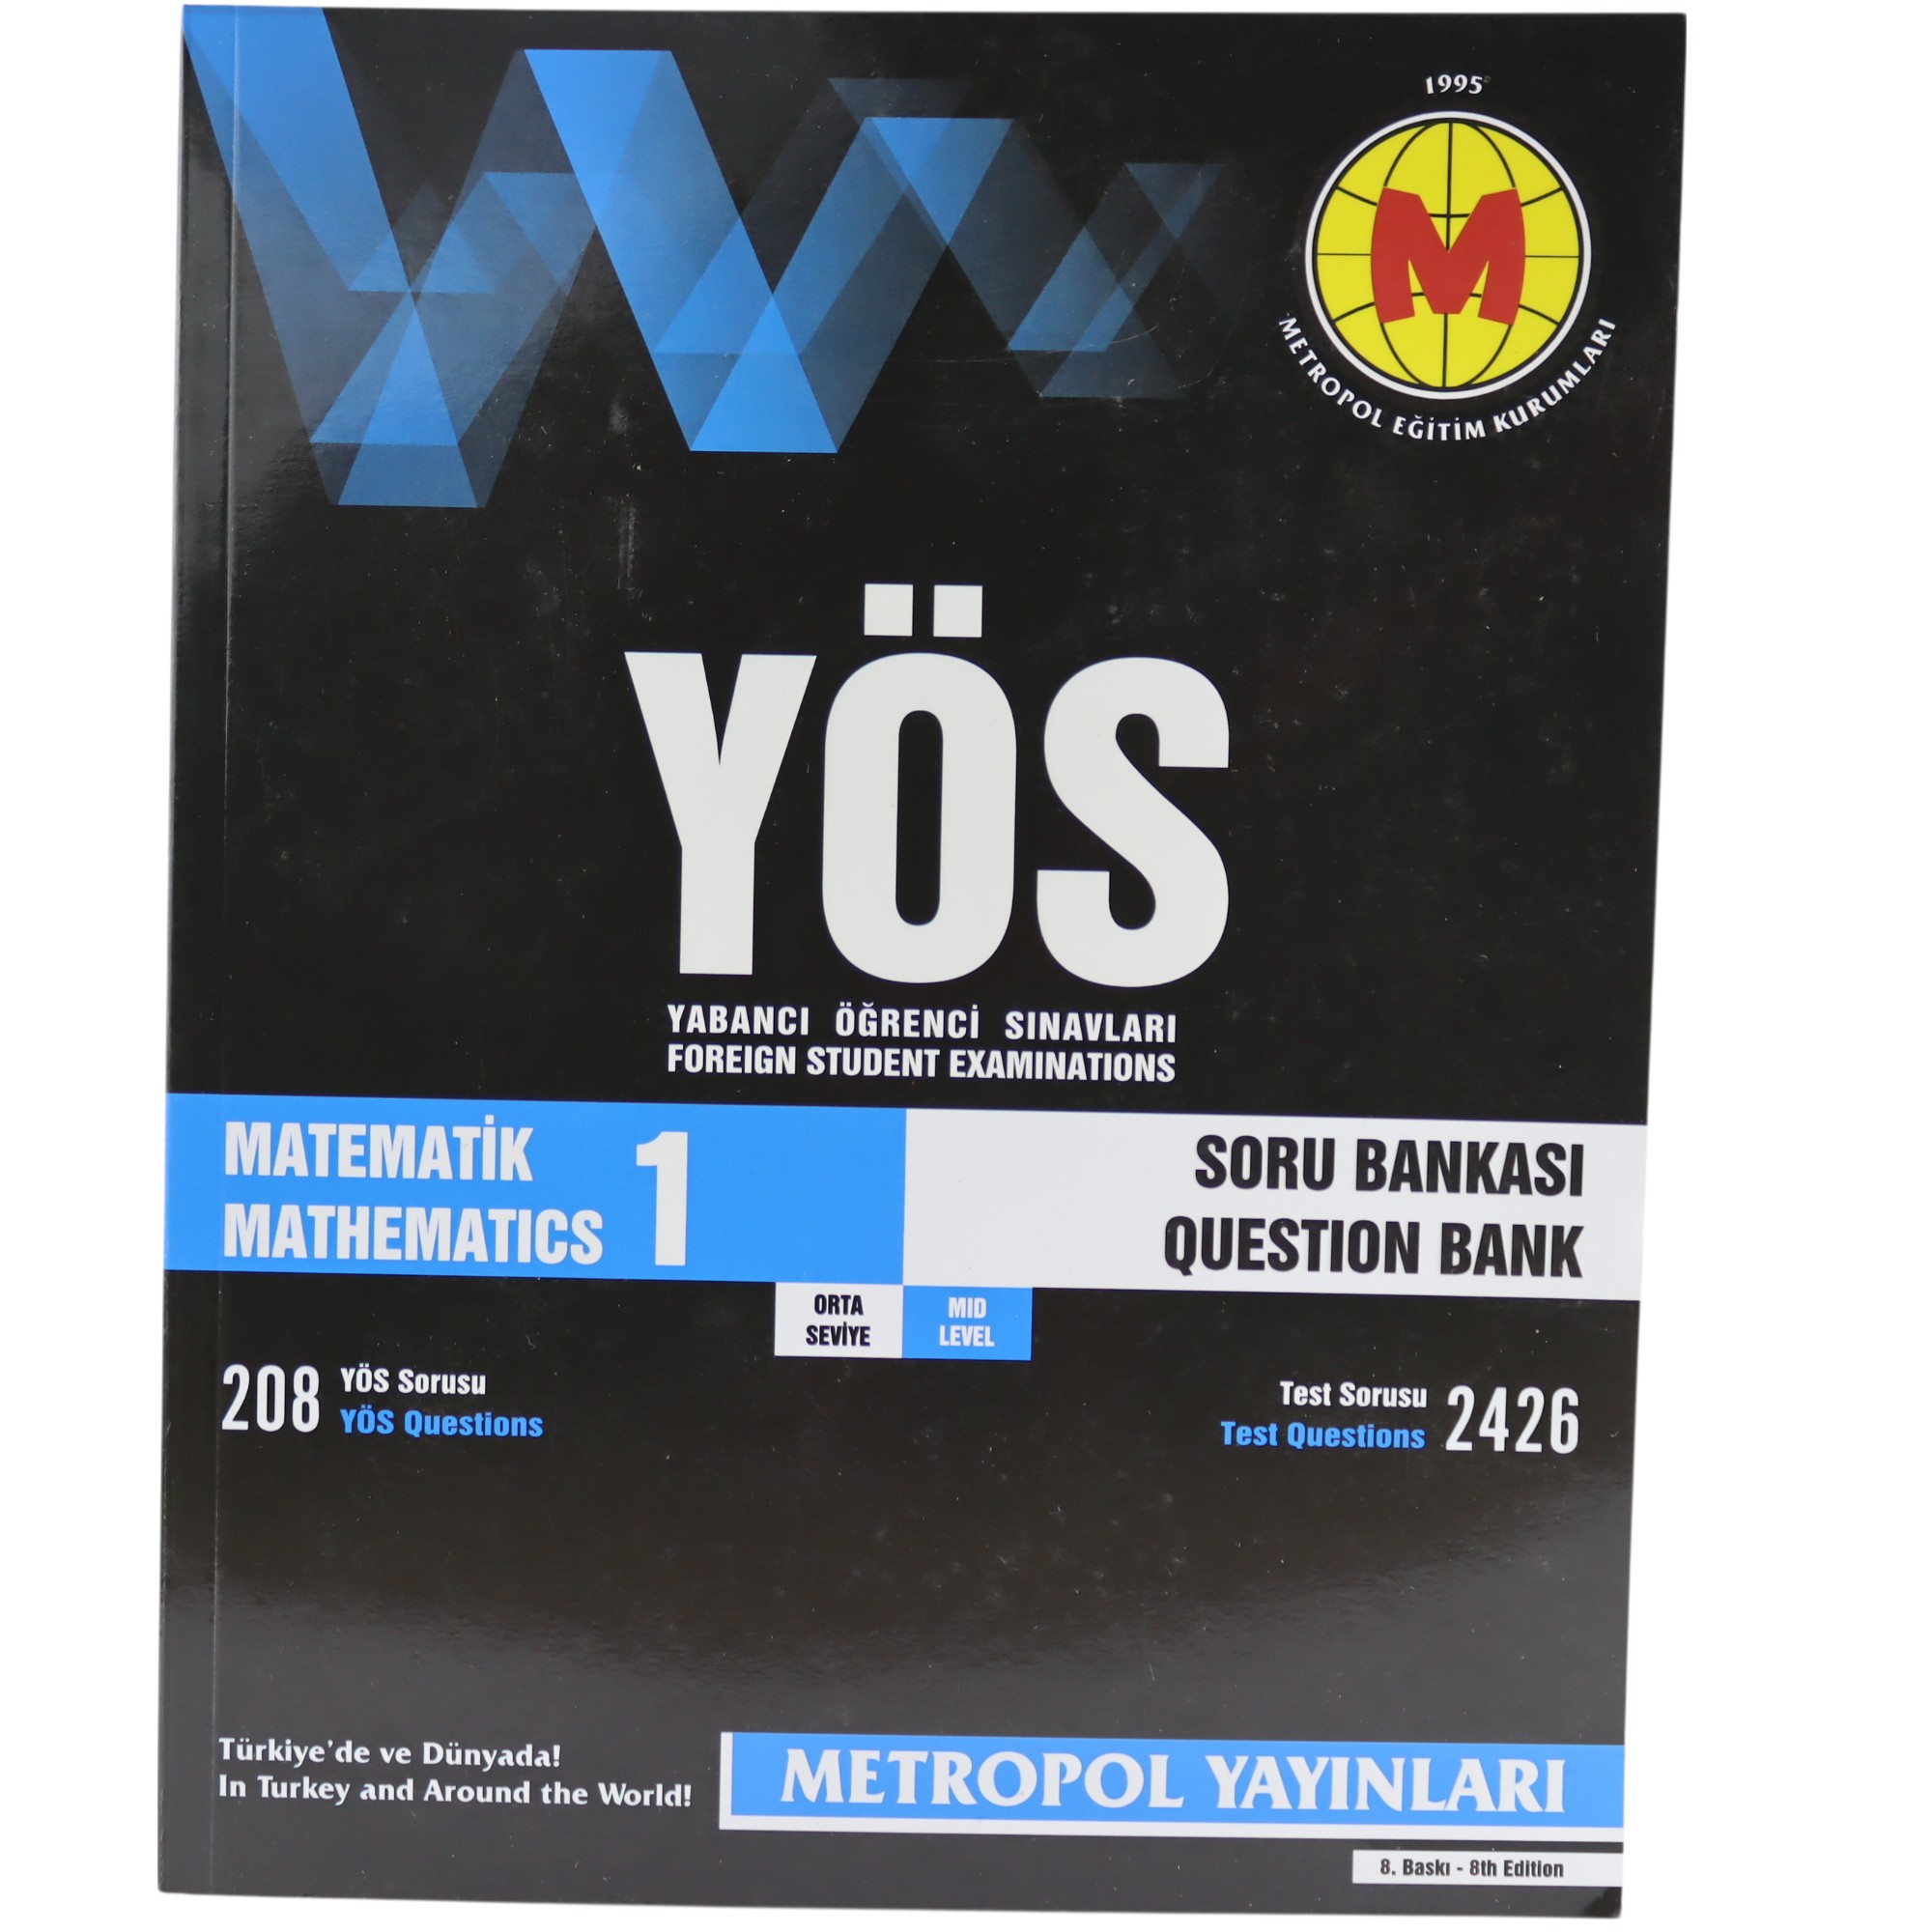 1995
M
METROPOL EĞİTİM KURUMLARI
YÖS
YABANCI ÖĞRENCİ SINAVLARI
FOREIGN STUDENT EXAMINATIONS
MATEMATİK
MATHEMATICS
1
SORU BANKASI
QUESTION BANK
ORTA
SEVİYE
MID
LEVEL
208
YÖS Sorusu
YÖS Questions
Test Sorusu
Test Questions
2426
Türkiye'de ve Dünyada!
In Turkey and Around the World!
METROPOL YAYINLARI
8. Baskı - 8th Edition